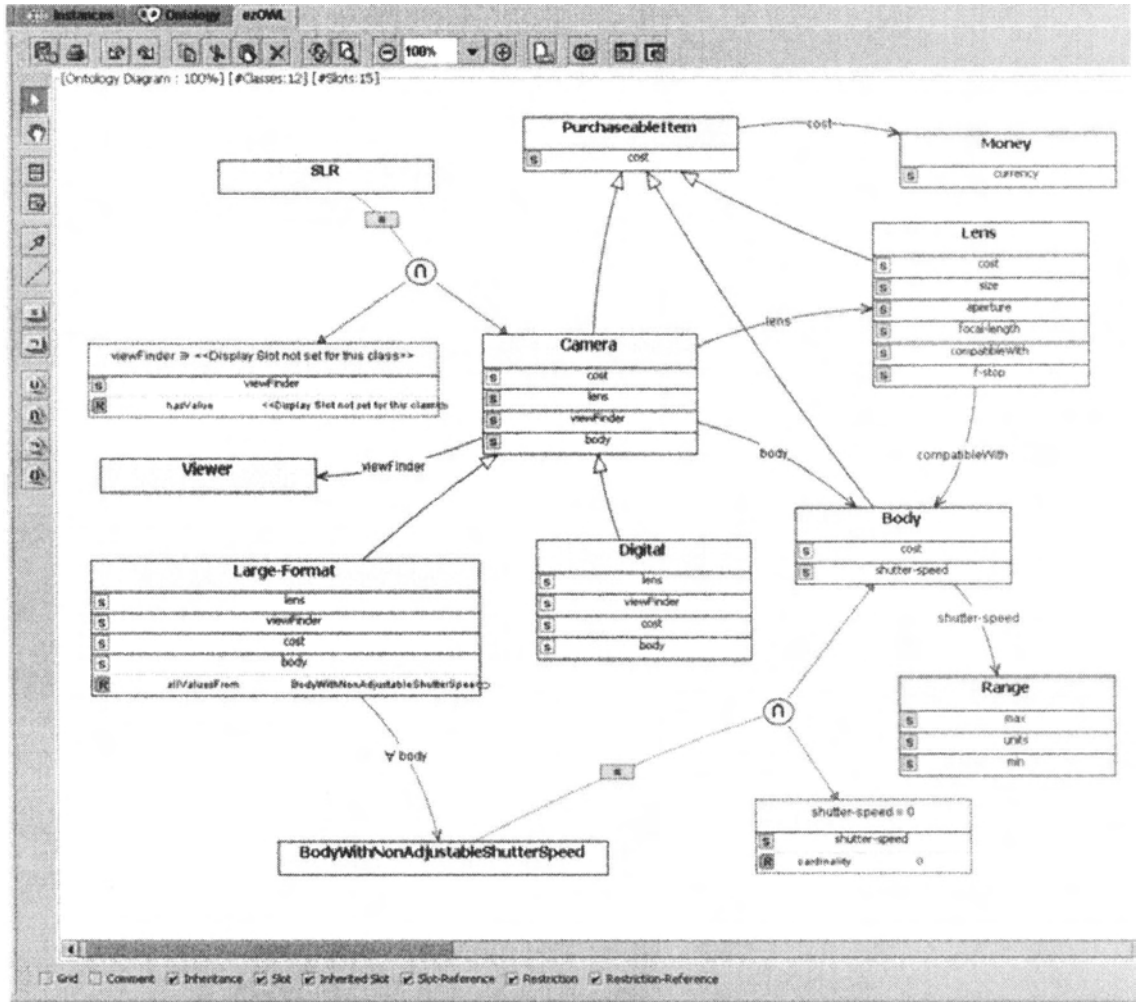 Instances Ontology ezOWL
100%
[Ontology Diagram : 100%] [#Classes:12] [#Slots:15]
PurchaseableItem
S cost
cost
Money
S currency
SLR
≡
∩
Lens
S cost
S size
S aperture
S focal-length
S compatibleWith
S f-stop
lens
viewFinder ∋ <<Display Slot not set for this class>>
S viewFinder
R hasValue <<Display Slot not set for this class>>
Camera
S cost
S lens
S viewFinder
S body
Viewer
viewFinder
body
compatibleWith
Body
S cost
S shutter-speed
Large-Format
S lens
S viewFinder
S cost
S body
R allValuesFrom BodyWithNonAdjustableShutterSpeed
Digital
S lens
S viewFinder
S cost
S body
shutter-speed
Range
S max
S units
S min
∩
∀ body
≡
shutter-speed = 0
S shutter-speed
R cardinality 0
BodyWithNonAdjustableShutterSpeed
Grid Comment Inheritance Slot Inherited Slot Slot-Reference Restriction Restriction-Reference